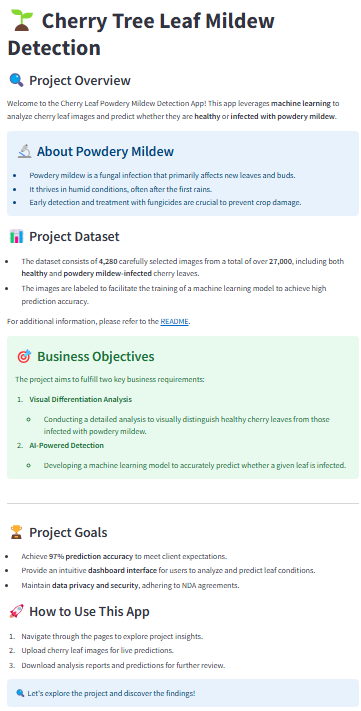 🌱 Cherry Tree Leaf Mildew
Detection
🔍 Project Overview
Welcome to the Cherry Leaf Powdery Mildew Detection App! This app leverages machine learning to
analyze cherry leaf images and predict whether they are healthy or infected with powdery mildew.
🔬 About Powdery Mildew
• Powdery mildew is a fungal infection that primarily affects new leaves and buds.
• It thrives in humid conditions, often after the first rains.
• Early detection and treatment with fungicides are crucial to prevent crop damage.
📊 Project Dataset
• The dataset consists of 4,280 carefully selected images from a total of over 27,000, including both
healthy and powdery mildew-infected cherry leaves.
• The images are labeled to facilitate the training of a machine learning model to achieve high
prediction accuracy.
For additional information, please refer to the README.
🎯 Business Objectives
The project aims to fulfill two key business requirements:
1. Visual Differentiation Analysis
○ Conducting a detailed analysis to visually distinguish healthy cherry leaves from those
infected with powdery mildew.
2. AI-Powered Detection
○ Developing a machine learning model to accurately predict whether a given leaf is infected.
🏆 Project Goals
• Achieve 97% prediction accuracy to meet client expectations.
• Provide an intuitive dashboard interface for users to analyze and predict leaf conditions.
• Maintain data privacy and security, adhering to NDA agreements.
🚀 How to Use This App
1. Navigate through the pages to explore project insights.
2. Upload cherry leaf images for live predictions.
3. Download analysis reports and predictions for further review.
🔍 Let's explore the project and discover the findings!